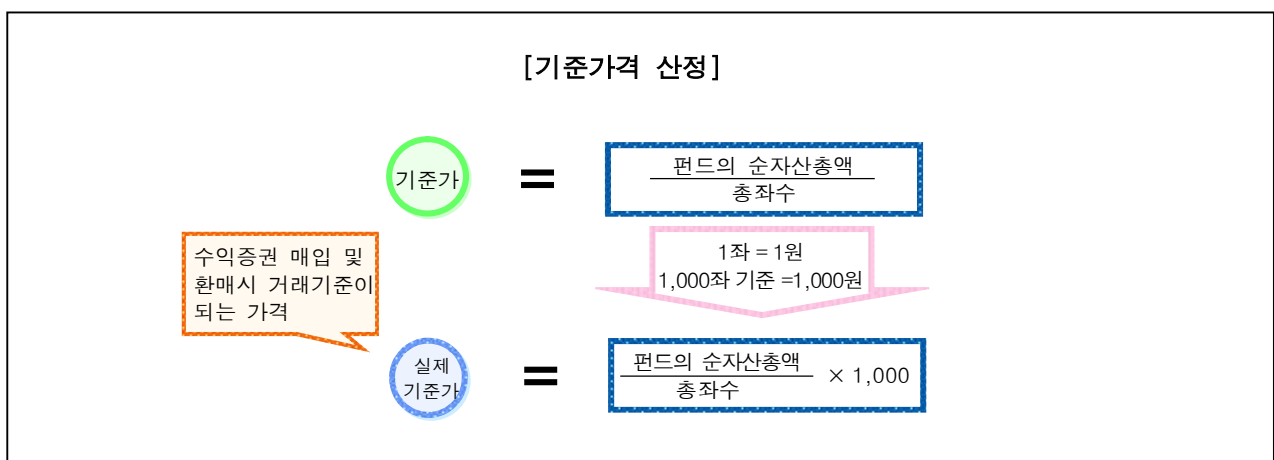 [기준가격 산정]
기준가
=
펀드의 순자산총액
총좌수
1좌 = 1원
1,000좌 기준 =1,000원
수익증권 매입 및
환매시 거래기준이
되는 가격
실제
기준가
=
펀드의 순자산총액
총좌수
× 1,000